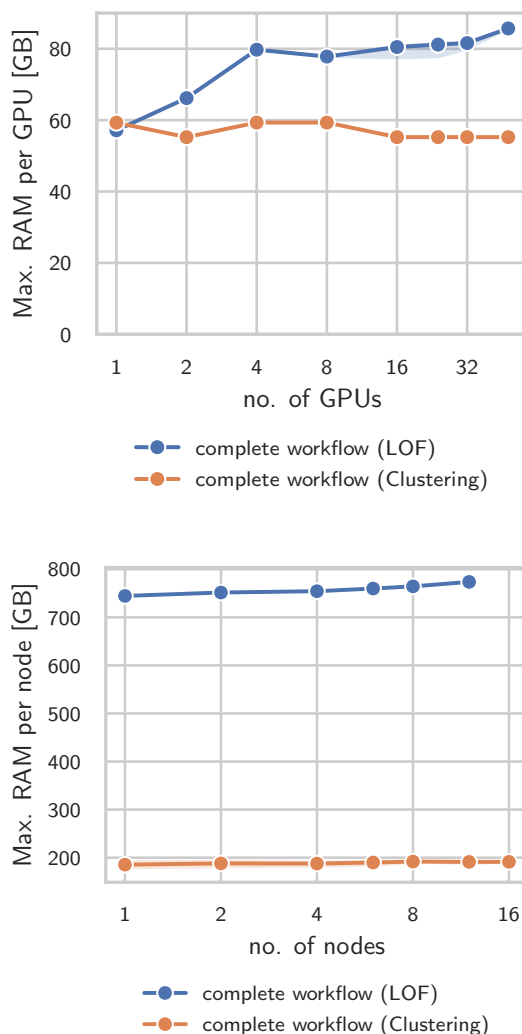 Max. RAM per GPU [GB]
80
60
40
20
0
1 2 4 8 16 32
no. of GPUs
complete workflow (LOF)
complete workflow (Clustering)
Max. RAM per node [GB]
800
700
600
500
400
300
200
1 2 4 8 16
no. of nodes
complete workflow (LOF)
complete workflow (Clustering)